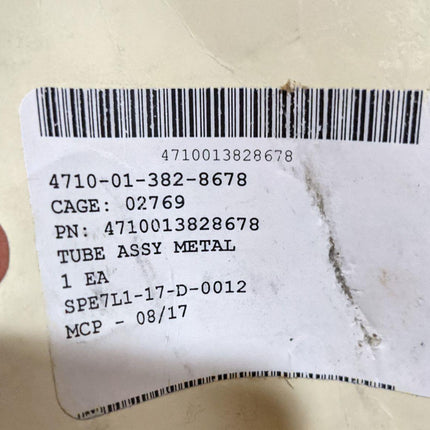 4710013828678
4710-01-382-8678
CAGE: 02769
PN: 4710013828678
TUBE ASSY METAL
1 EA
SPE7L1-17-D-0012
MCP - 08/17